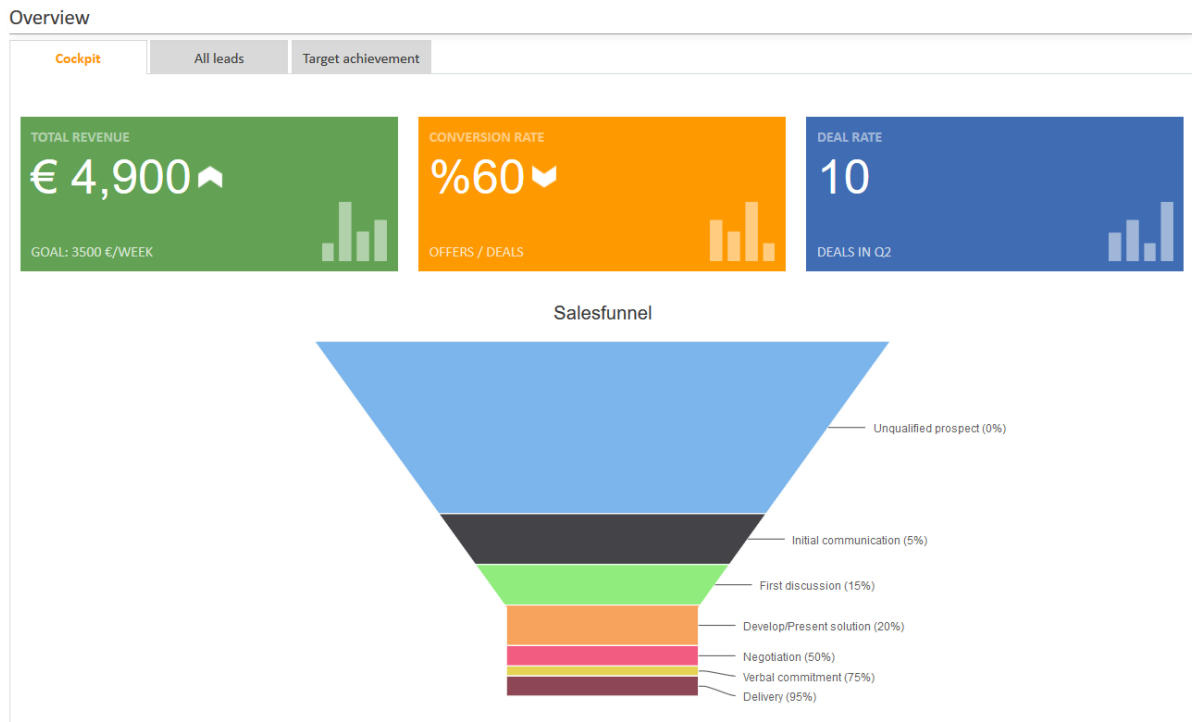 Overview
Cockpit
All leads
Target achievement
TOTAL REVENUE
€ 4,900
GOAL: 3500 €/WEEK
CONVERSION RATE
%60
OFFERS / DEALS
DEAL RATE
10
DEALS IN Q2
Salesfunnel
Unqualified prospect (0%)
Initial communication (5%)
First discussion (15%)
Develop/Present solution (20%)
Negotiation (50%)
Verbal commitment (75%)
Delivery (95%)